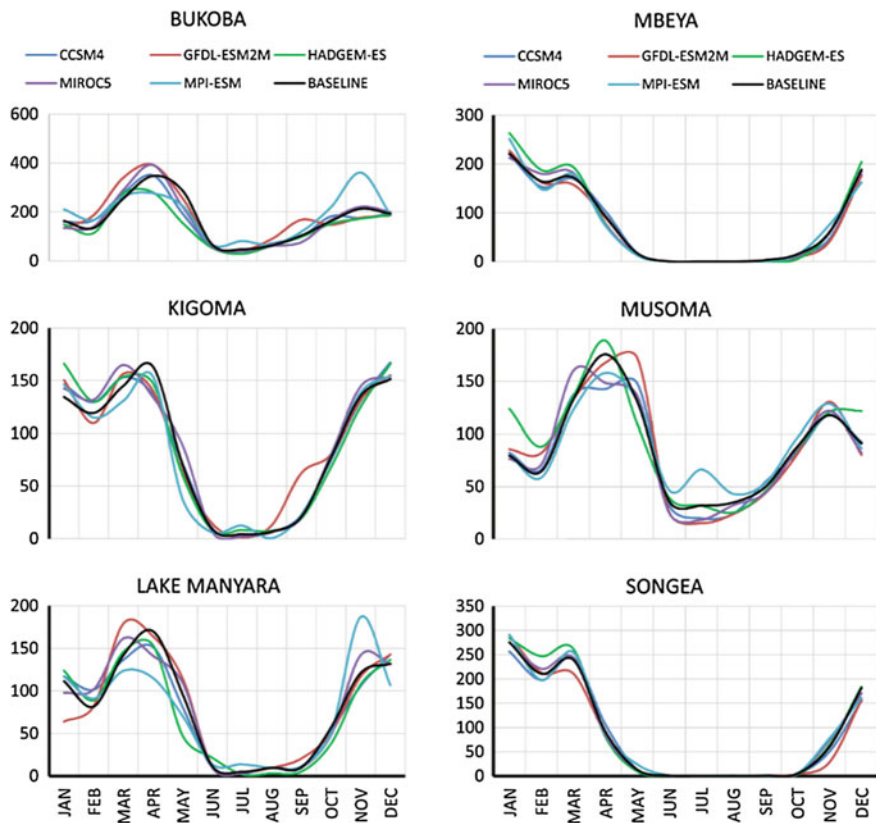 BUKOBA
CCSM4 GFDL-ESM2M HADGEM-ES
MIROC5 MPI-ESM BASELINE
600
400
200
0
MBEYA
CCSM4 GFDL-ESM2M HADGEM-ES
MIROC5 MPI-ESM BASELINE
300
200
100
0
KIGOMA
200
150
100
50
0
MUSOMA
200
150
100
50
0
LAKE MANYARA
200
150
100
50
0
JAN FEB MAR APR MAY JUN JUL AUG SEP OCT NOV DEC
SONGEA
350
300
250
200
150
100
50
0
JAN FEB MAR APR MAY JUN JUL AUG SEP OCT NOV DEC